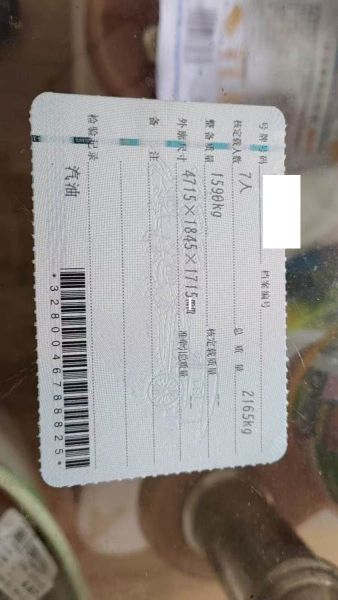 号牌号码 档案编号
核定载人数 7人 总质量 2165kg
整备质量 1590kg 核定载质量 --
外廓尺寸 4715×1845×1715mm 准牵引总质量 --
备注
检验记录
汽油
*3280046788825*